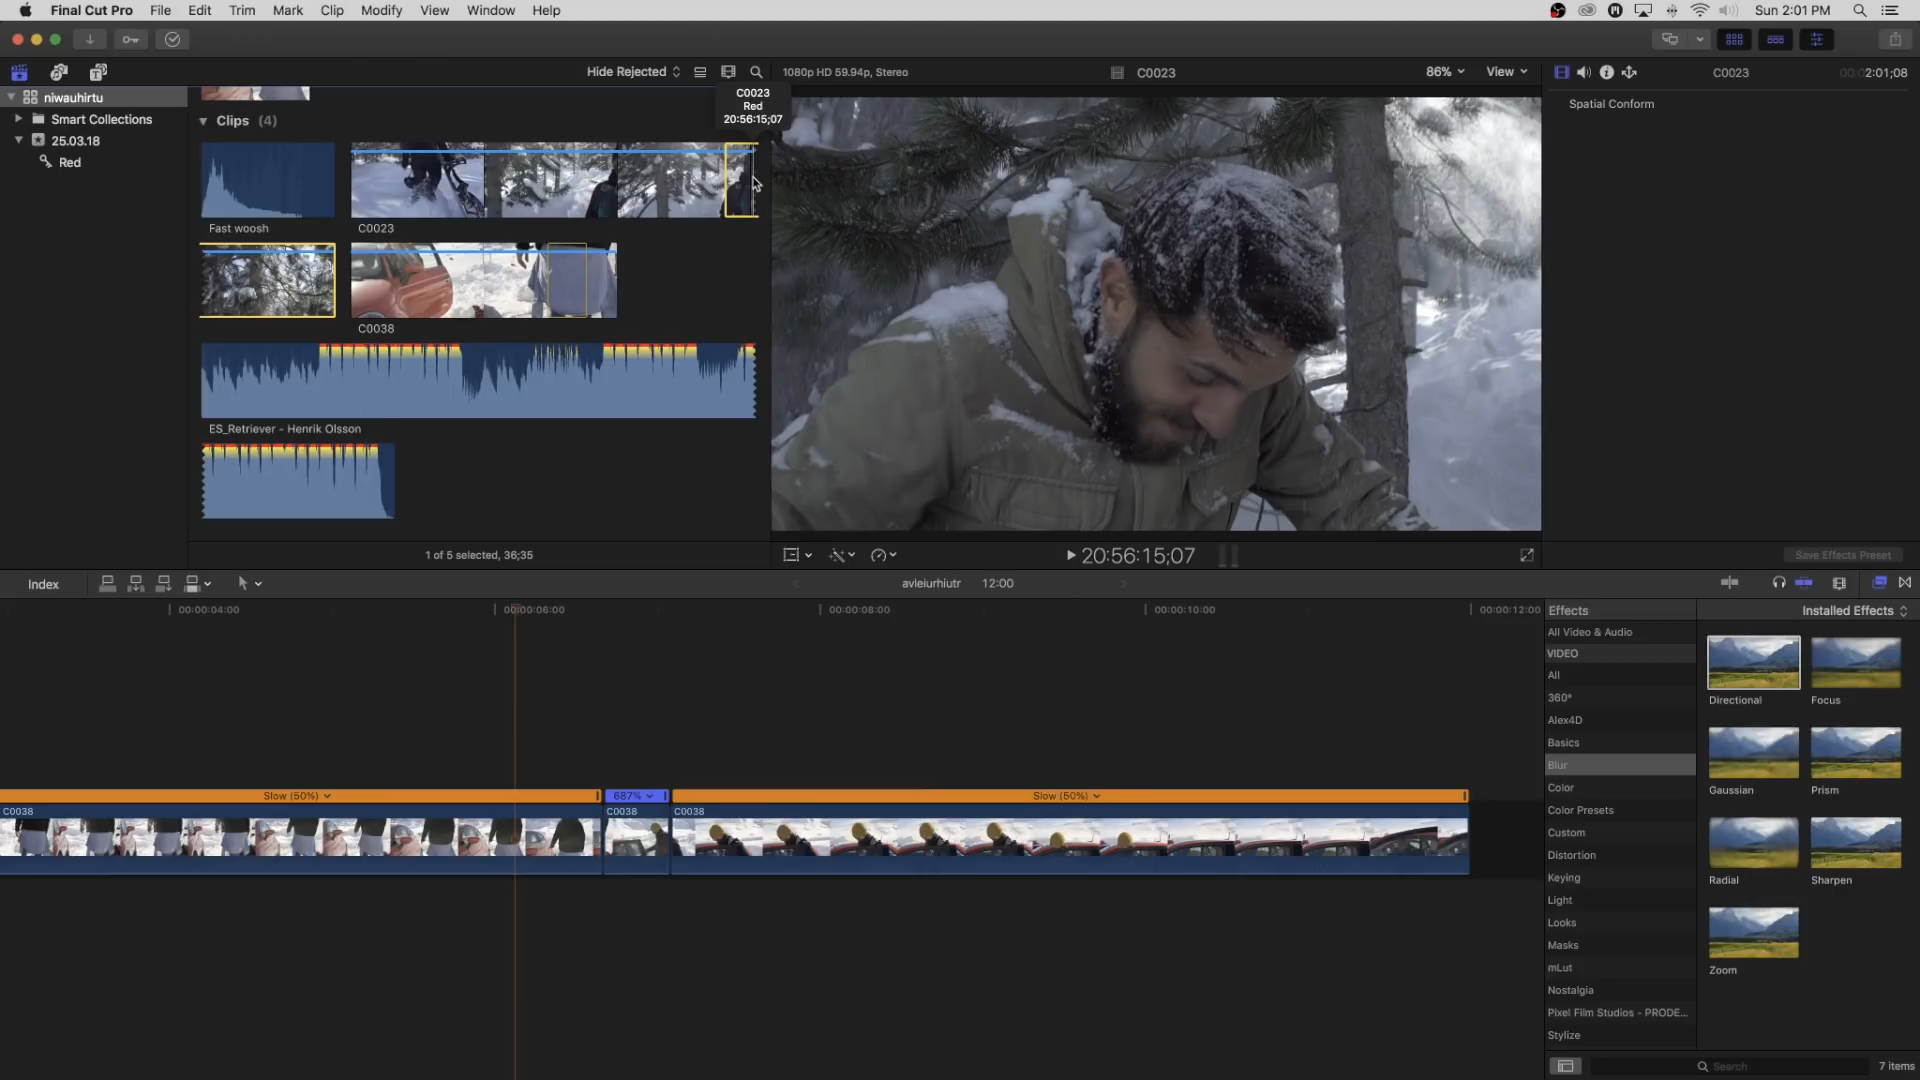 Final Cut Pro File Edit Trim Mark Clip Modify View Window Help Sun 2:01 PM
Hide Rejected 1080p HD 59.94p, Stereo C0023 86% View C0023 00:00:02:01;08
niwauhirtu
Smart Collections
25.03.18
Red
Clips (4)
C0023
Red
20:56:15;07
Spatial Conform
Fast woosh C0023
C0038
ES_Retriever - Henrik Olsson
1 of 5 selected, 36;35
20:56:15;07
Save Effects Preset
Index avleiurhiutr 12:00
00:00:04:00 00:00:06:00 00:00:08:00 00:00:10:00 00:00:12:00
Slow (50%) 687% Slow (50%)
C0038 C0038 C0038
Effects Installed Effects
All Video & Audio
VIDEO
All
360°
Alex4D
Basics
Blur
Color
Color Presets
Custom
Distortion
Keying
Light
Looks
Masks
mLut
Nostalgia
Pixel Film Studios - PRODE...
Stylize
Directional Focus
Gaussian Prism
Radial Sharpen
Zoom
Search 7 items